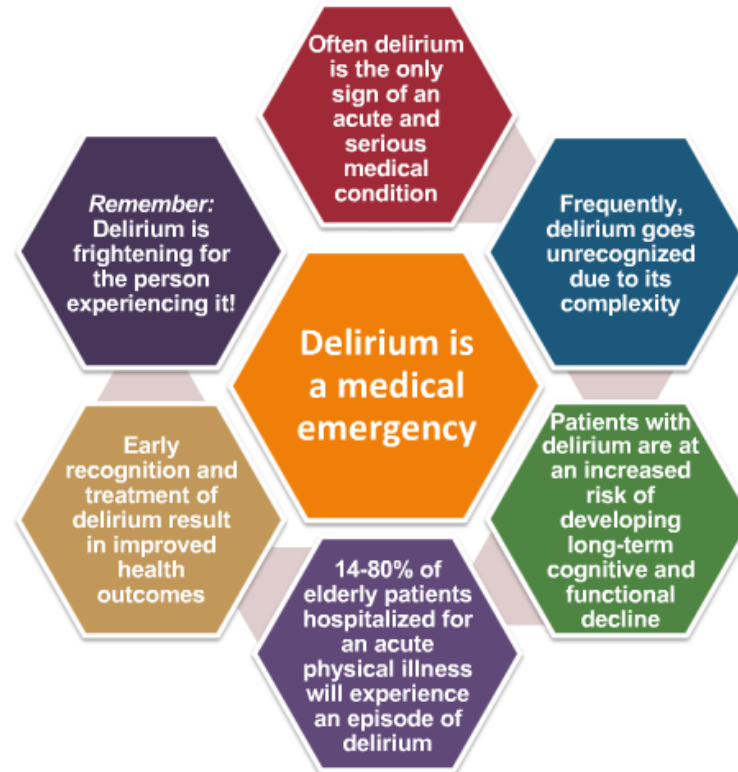 Often delirium
is the only
sign of an
acute and
serious
medical
condition
Frequently,
delirium goes
unrecognized
due to its
complexity
Patients with
delirium are at
an increased
risk of
developing
long-term
cognitive and
functional
decline
14-80% of
elderly patients
hospitalized for
an acute
physical illness
will experience
an episode of
delirium
Early
recognition and
treatment of
delirium result
in improved
health
outcomes
Remember:
Delirium is
frightening for
the person
experiencing it!
Delirium is
a medical
emergency